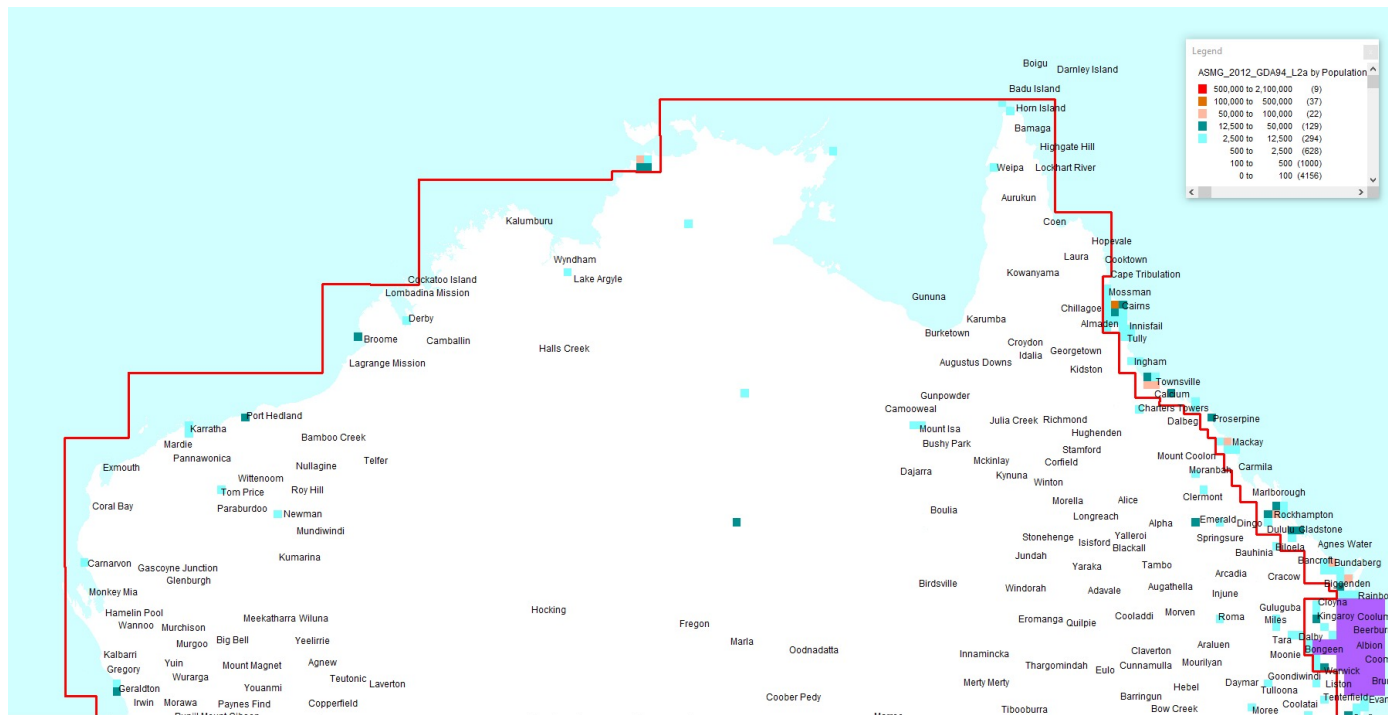 Legend
ASMG_2012_GDA94_L2a by Population
500,000 to 2,100,000 (9)
100,000 to 500,000 (37)
50,000 to 100,000 (22)
12,500 to 50,000 (129)
2,500 to 12,500 (294)
500 to 2,500 (628)
100 to 500 (1000)
0 to 100 (4156)
Boigu
Darnley Island
Badu Island
Horn Island
Bamaga
Highgate Hill
Weipa Lockhart River
Aurukun
Kalumburu Coen
Hopevale
Laura Cooktown
Wyndham
Kowanyama Cape Tribulation
Cockatoo Island Lake Argyle
Lombadina Mission Gununa Mossman
Chillagoe Cairns
Derby Karumba Almaden Innisfail
Broome Camballin Burketown Tully
Halls Creek Croydon
Idalia Georgetown
Lagrange Mission Augustus Downs Kidston Ingham
Townsville
Gunpowder Calcium
Camooweal Charters Towers
Port Hedland Julia Creek Richmond Dalbeg Proserpine
Karratha Mount Isa Hughenden
Mardie Bamboo Creek Bushy Park Mackay
Pannawonica Stamford
Nullagine Telfer Mckinlay Corfield Mount Coolon Carmila
Exmouth Dajarra Kynuna Moranbah
Wittenoom Winton
Tom Price Roy Hill Marlborough
Coral Bay Morella Alice Clermont
Paraburdoo Newman Boulia Longreach Rockhampton
Mundiwindi Alpha Emerald Dingo
Stonehenge Isisford Yalleroi Springsure Dululu Gladstone
Blackall Agnes Water
Kumarina Jundah Bauhinia Biloela
Carnarvon Yaraka Tambo Bancroft Bundaberg
Gascoyne Junction Arcadia Cracow
Glenburgh Birdsville Windorah Adavale Augathella Biggenden
Monkey Mia Injune Rainbo
Hamelin Pool Hocking Guluguba Cloyna
Wannoo Meekatharra Wiluna Eromanga Cooladdi Morven Roma Miles Kingaroy Coolum
Murchison Fregon Quilpie Beerbur
Murgoo Big Bell Yeelirrie Marla Tara Dalby
Oodnadatta Claverton Araluen Bongeen Albion
Kalbarri Innamincka Moonie
Yuin Mount Magnet Agnew Thargomindah Eulo Cunnamulla Mourilyan Coom
Gregory Wurarga Teutonic Goondiwindi Warwick
Geraldton Youanmi Laverton Merty Merty Hebel Daymar Liston Brun
Irwin Morawa Paynes Find Copperfield Coober Pedy Barringun Tulloona Tenterfield Evan
Tibooburra Bow Creek Moree Coolatai